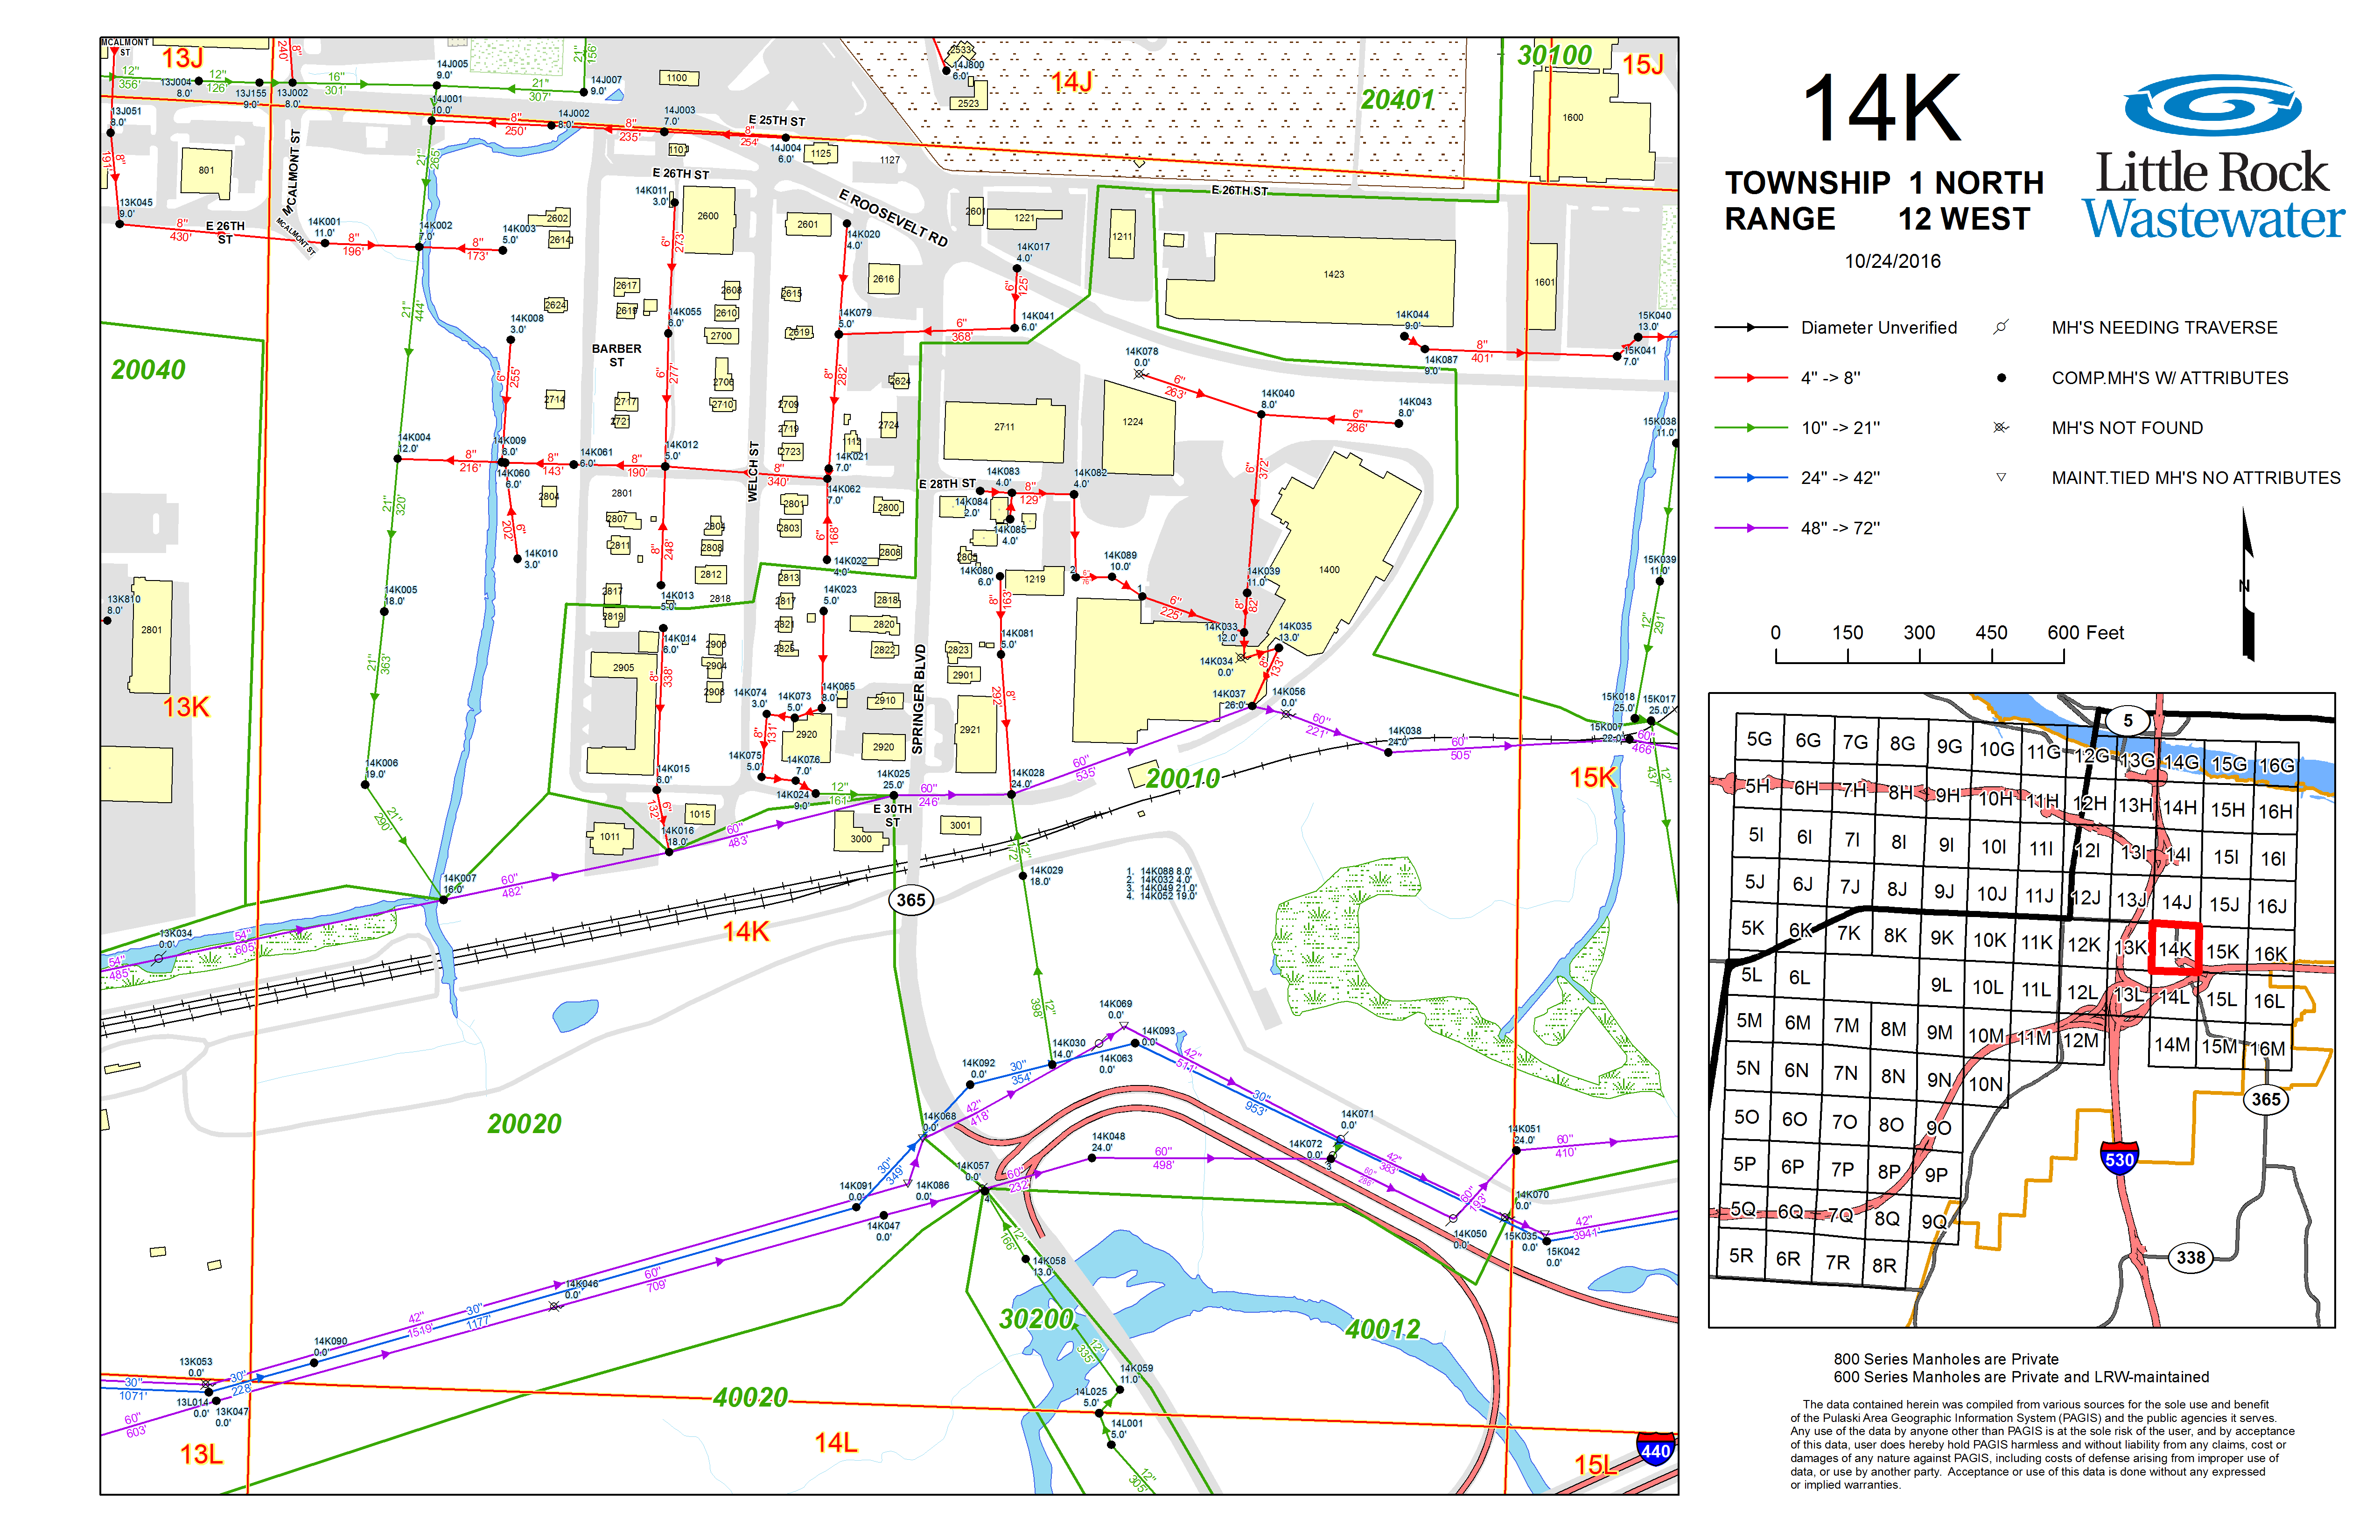 14K
TOWNSHIP 1 NORTH
RANGE 12 WEST
10/24/2016
Little Rock
Wastewater
Diameter Unverified
4" -> 8"
10" -> 21"
24" -> 42"
48" -> 72"
MH'S NEEDING TRAVERSE
COMP.MH'S W/ ATTRIBUTES
MH'S NOT FOUND
MAINT.TIED MH'S NO ATTRIBUTES
N
0 150 300 450 600 Feet
13J
14J
15J
30100
20401
MCALMONT
ST
12"
356'
13J004
8.0'
12"
126'
13J155
9.0'
13J002
8.0'
8"
240'
16"
301'
14J005
9.0'
21"
307'
21"
156'
14J007
9.0'
14J001
10.0'
13J051
8.0'
8"
191'
8"
250'
14J002
8.0'
8"
235'
14J003
7.0'
8"
254'
14J004
6.0'
E 25TH ST
1100
1107
1125
1127
2533
14J800
6.0'
2523
1600
801
MCALMONT ST
13K045
9.0'
8"
430'
E 26TH
ST
MCALMONT ST
14K001
11.0'
8"
196'
14K002
7.0'
8"
173'
14K003
5.0'
21"
265'
2602
2614
E 26TH ST
14K011
3.0'
2600
6"
273'
2601
E ROOSEVELT RD
14K020
4.0'
2601
1221
1211
E 26TH ST
14K017
4.0'
6"
125'
14K041
6.0'
6"
368'
14K079
5.0'
2616
1423
1601
21"
444'
2624
14K008
3.0'
6"
255'
2617
2619
2608
2610
2700
2615
2619
14K055
6.0'
BARBER
ST
6"
277'
8"
282'
14K044
9.0'
14K087
9.0'
8"
401'
15K040
13.0'
15K041
7.0'
20040
14K078
0.0'
6"
263'
14K040
8.0'
6"
286'
14K043
8.0'
2714
2717
2706
2710
2709
2719
2723
2624
2724
1112
2711
1224
15K038
11.0'
14K004
12.0'
8"
216'
14K009
6.0'
14K060
6.0'
8"
143'
14K061
6.0'
8"
190'
14K012
5.0'
WELCH ST
340'
14K021
7.0'
14K062
7.0'
E 28TH ST
14K083
4.0'
8"
129'
14K082
4.0'
14K084
2.0'
14K085
4.0'
6"
372'
2804
2801
2807
2811
2804
2808
2812
2801
2803
2800
2808
2805
6"
202'
14K010
3.0'
8"
248'
6"
168'
14K022
4.0'
21"
320'
14K080
6.0'
1219
2
14K089
10.0'
1
14K039
11.0'
1400
15K039
11.0'
12"
291'
13K810
8.0'
2801
14K005
18.0'
2817
2819
14K013
5.0'
2818
2813
2817
2821
2825
14K023
5.0'
2818
2820
2822
8"
163'
6"
225'
8"
82'
14K033
12.0'
14K035
13.0'
14K034
0.0'
8"
133'
14K014
6.0'
2905
2900
2904
2908
14K081
5.0'
2823
2901
21"
363'
8"
338'
14K074
3.0'
14K073
5.0'
14K065
8.0'
2910
SPRINGER BLVD
8"
292'
14K037
26.0'
14K056
0.0'
60"
221'
14K038
24.0'
60"
505'
15K018
25.0'
15K017
25.0'
15K007
22.0'
60"
466'
12"
437'
13K
8"
131'
2920
2920
2921
14K006
19.0'
14K015
6.0'
14K075
5.0'
14K076
7.0'
14K024
9.0'
12"
161'
14K025
25.0'
60"
246'
14K028
24.0'
60"
535'
20010
15K
21"
290'
6"
132'
1015
1011
14K016
18.0'
60"
483'
E 30TH
ST
3000
3001
12"
172'
14K029
18.0'
14K007
16.0'
60"
482'
365
1. 14K088 8.0'
2. 14K032 4.0'
3. 14K049 21.0'
4. 14K052 19.0'
13K034
0.0'
54"
605'
54"
485'
14K
12"
398'
14K069
0.0'
14K093
0.0'
14K030
14.0'
14K063
0.0'
14K092
0.0'
30"
354'
42"
511'
30"
953'
20020
42"
418'
14K068
0.0'
14K071
0.0'
14K072
0.0'
3
14K048
24.0'
60"
498'
42"
383'
60"
286'
14K051
24.0'
60"
410'
14K057
0.0'
60"
232'
4
30"
349'
14K091
0.0'
14K086
0.0'
14K047
0.0'
60"
193'
14K070
0.0'
14K050
0.0'
15K035
0.0'
15K042
0.0'
42"
3941'
12"
166'
14K058
13.0'
14K046
0.0'
60"
709'
42"
1519'
30"
1177'
30200
40012
12"
335'
14K059
11.0'
14K090
0.0'
13K053
0.0'
30"
1071'
30"
228'
13L014
0.0'
13K047
0.0'
60"
603'
40020
14L025
5.0'
14L001
5.0'
12"
305'
13L
14L
15L
440
5
5G 6G 7G 8G 9G 10G 11G 12G 13G 14G 15G 16G
5H 6H 7H 8H 9H 10H 11H 12H 13H 14H 15H 16H
5I 6I 7I 8I 9I 10I 11I 12I 13I 14I 15I 16I
5J 6J 7J 8J 9J 10J 11J 12J 13J 14J 15J 16J
5K 6K 7K 8K 9K 10K 11K 12K 13K 14K 15K 16K
5L 6L 9L 10L 11L 12L 13L 14L 15L 16L
5M 6M 7M 8M 9M 10M 11M 12M 14M 15M 16M
5N 6N 7N 8N 9N 10N
5O 6O 7O 8O 9O
5P 6P 7P 8P 9P
5Q 6Q 7Q 8Q 9Q
5R 6R 7R 8R
365
530
338
800 Series Manholes are Private
600 Series Manholes are Private and LRW-maintained
The data contained herein was compiled from various sources for the sole use and benefit
of the Pulaski Area Geographic Information System (PAGIS) and the public agencies it serves.
Any use of the data by anyone other than PAGIS is at the sole risk of the user, and by acceptance
of this data, user does hereby hold PAGIS harmless and without liability from any claims, cost or
damages of any nature against PAGIS, including costs of defense arising from improper use of
data, or use by another party. Acceptance or use of this data is done without any expressed
or implied warranties.